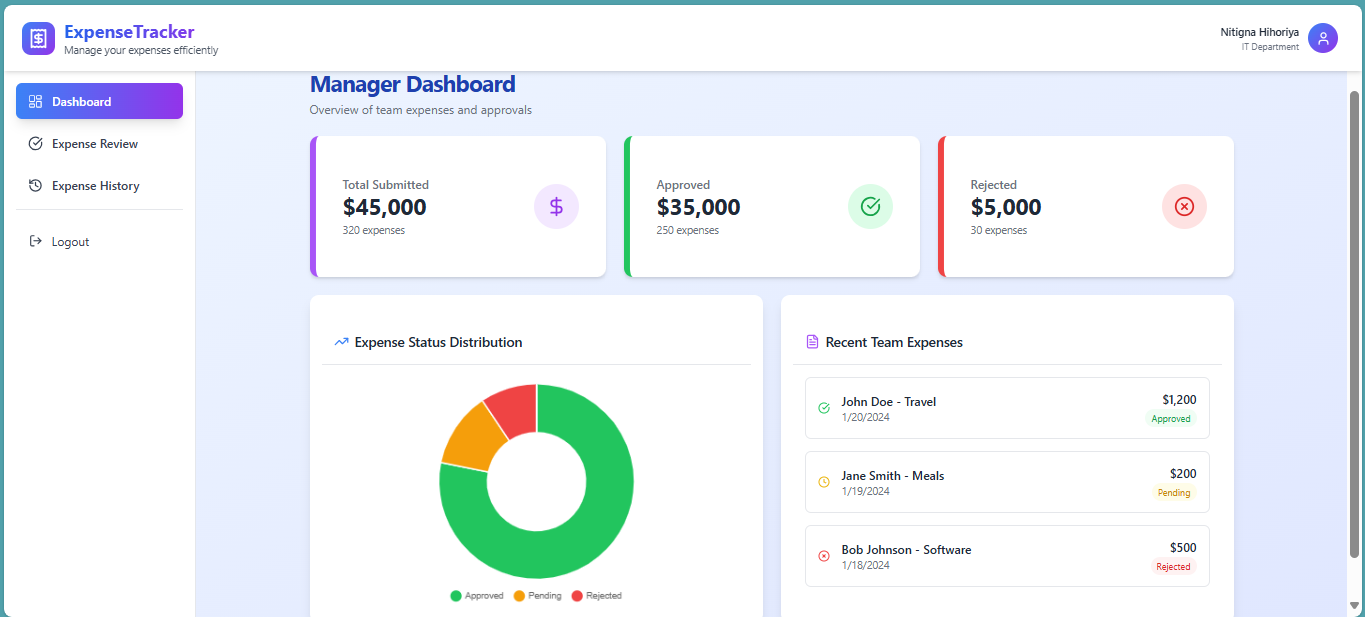 ExpenseTracker
Manage your expenses efficiently
Nitigna Hihoriya
IT Department
Dashboard
Expense Review
Expense History
Logout
Manager Dashboard
Overview of team expenses and approvals
Total Submitted
$45,000
320 expenses
Approved
$35,000
250 expenses
Rejected
$5,000
30 expenses
Expense Status Distribution
Approved
Pending
Rejected
Recent Team Expenses
John Doe - Travel
1/20/2024
$1,200
Approved
Jane Smith - Meals
1/19/2024
$200
Pending
Bob Johnson - Software
1/18/2024
$500
Rejected